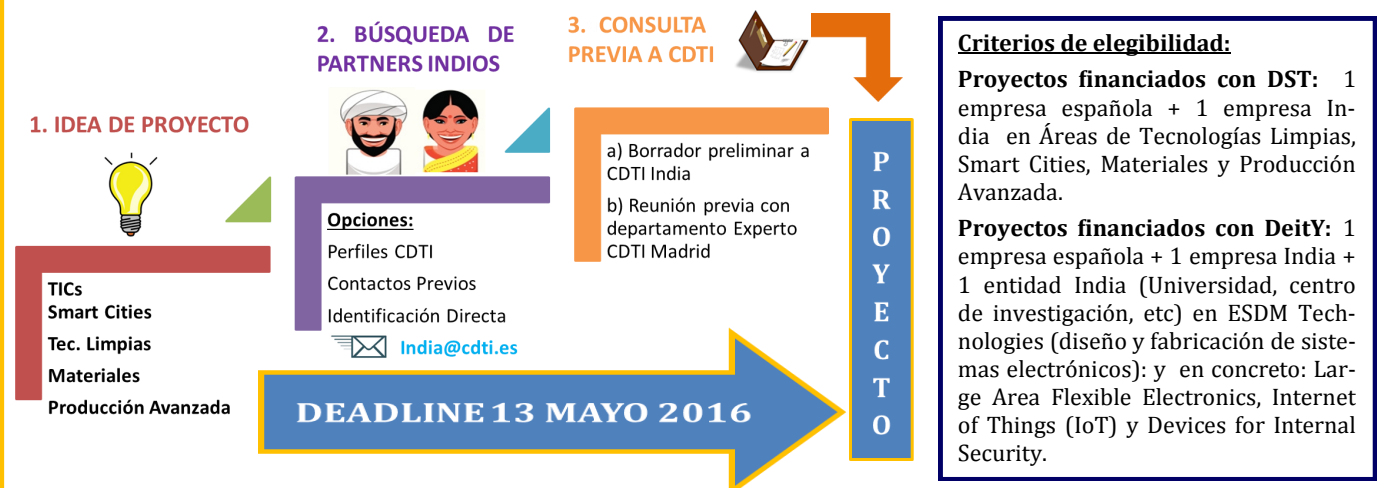 1. IDEA DE PROYECTO
TICs
Smart Cities
Tec. Limpias
Materiales
Producción Avanzada
2. BÚSQUEDA DE
PARTNERS INDIOS
Opciones:
Perfiles CDTI
Contactos Previos
Identificación Directa
India@cdti.es
3. CONSULTA
PREVIA A CDTI
a) Borrador preliminar a
CDTI India
b) Reunión previa con
departamento Experto
CDTI Madrid
DEADLINE 13 MAYO 2016
P
R
O
Y
E
C
T
O
Criterios de elegibilidad:
Proyectos financiados con DST: 1
empresa española + 1 empresa In-
dia en Áreas de Tecnologías Limpias,
Smart Cities, Materiales y Producción
Avanzada.
Proyectos financiados con DeitY: 1
empresa española + 1 empresa India +
1 entidad India (Universidad, centro
de investigación, etc) en ESDM Tech-
nologies (diseño y fabricación de siste-
mas electrónicos): y en concreto: Lar-
ge Area Flexible Electronics, Internet
of Things (IoT) y Devices for Internal
Security.